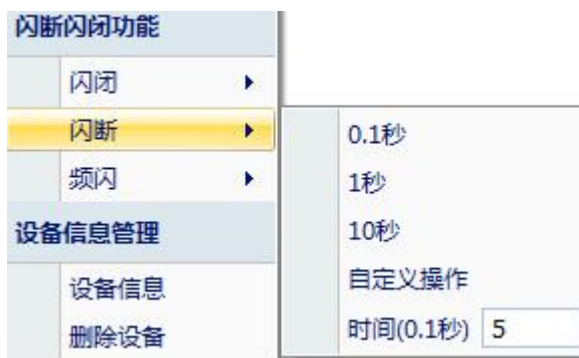 闪断闪闭功能
闪闭
闪断
频闪
设备信息管理
设备信息
删除设备
0.1秒
1秒
10秒
自定义操作
时间(0.1秒) 5